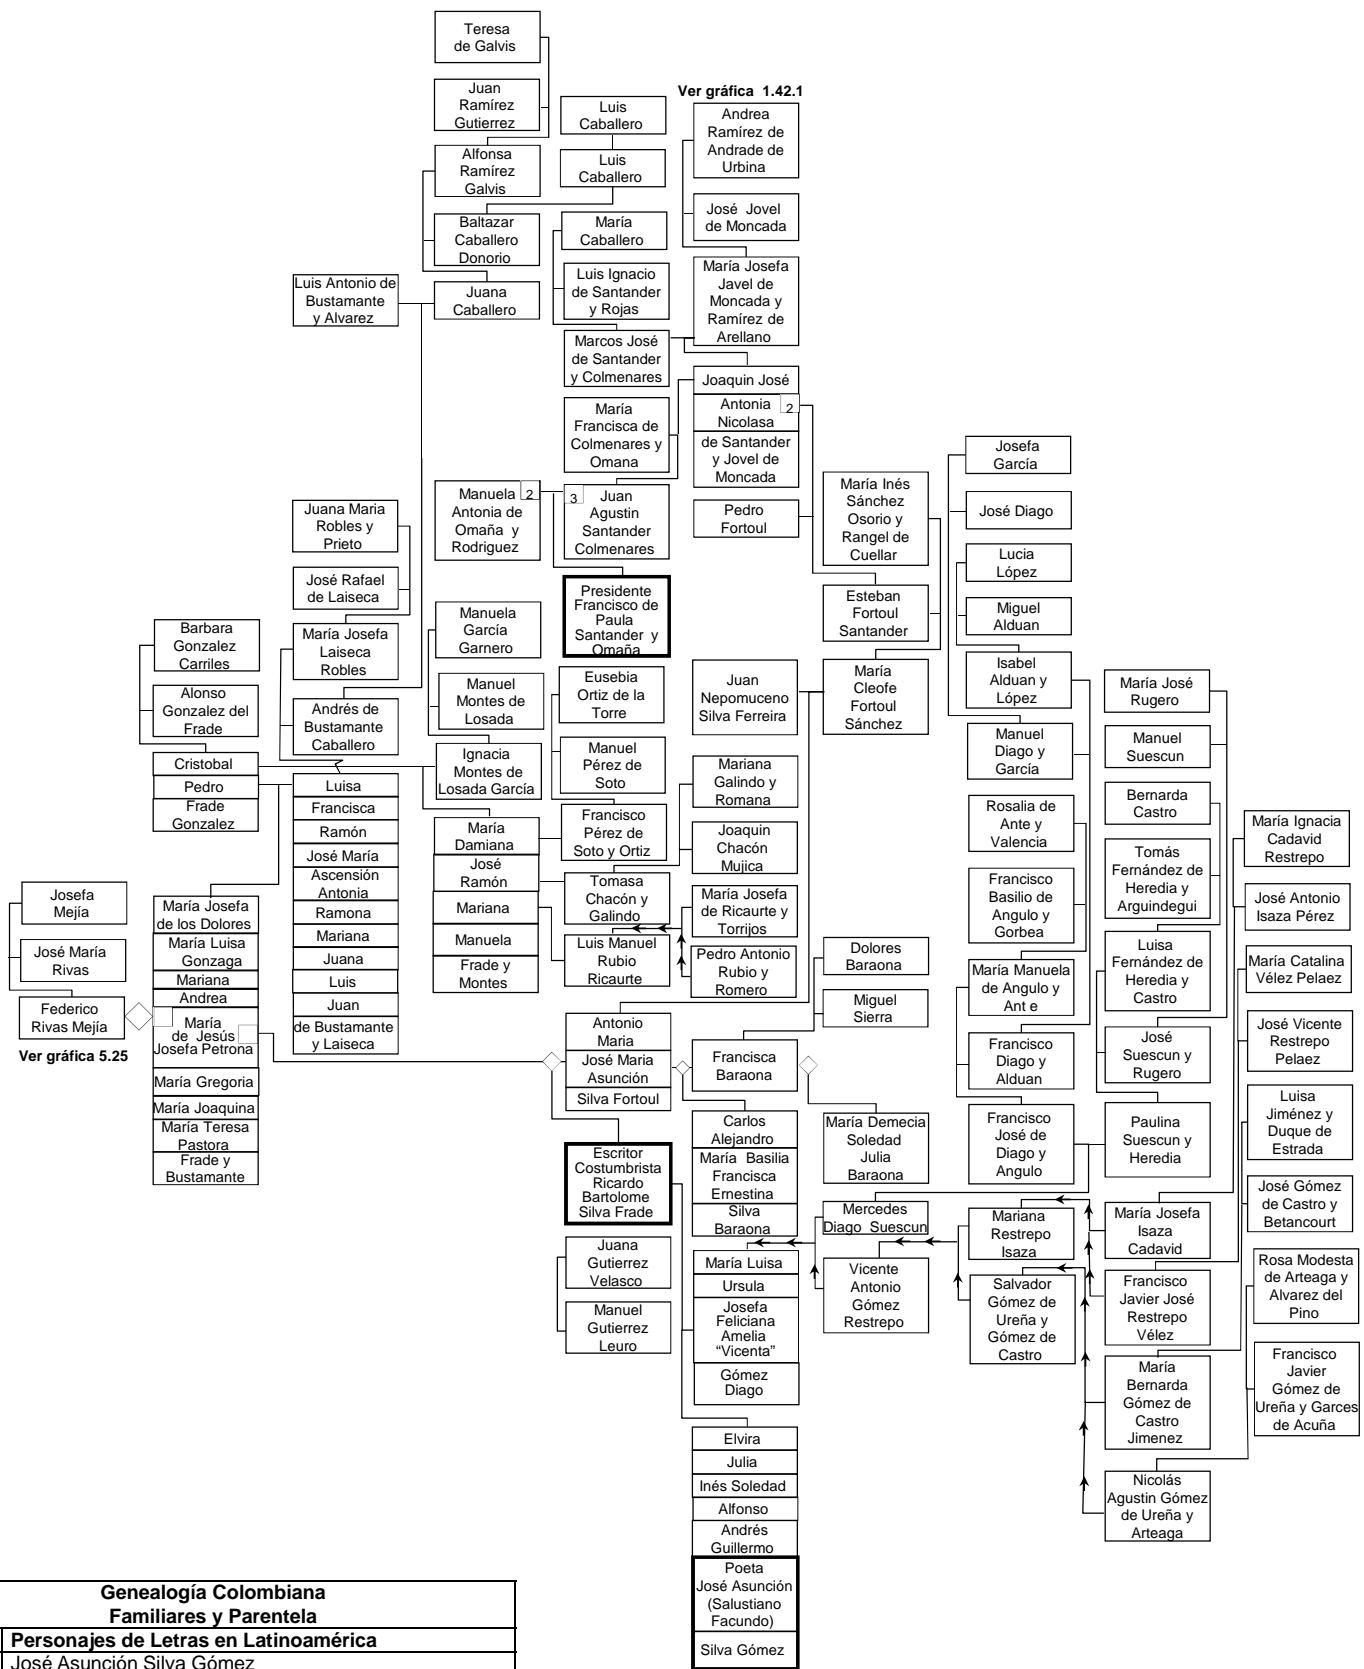 Teresa
de Galvis
Juan
Ramírez
Gutierrez
Alfonsa
Ramírez
Galvis
Baltazar
Caballero
Donorio
Juana
Caballero
Luis Antonio de
Bustamante
y Alvarez
Luis
Caballero
Luis
Caballero
María
Caballero
Luis Ignacio
de Santander
y Rojas
Marcos José
de Santander
y Colmenares
María
Francisca de
Colmenares y
Omana
Ver gráfica 1.42.1
Andrea
Ramírez de
Andrade de
Urbina
José Jovel
de Moncada
María Josefa
Javel de
Moncada y
Ramírez de
Arellano
Joaquin José
Antonia
Nicolasa
2
de Santander
y Jovel de
Moncada
Pedro
Fortoul
Manuela
Antonia de
Omaña y
Rodriguez
2
3
Juan
Agustin
Santander
Colmenares
Presidente
Francisco de
Paula
Santander y
Omaña
María Inés
Sánchez
Osorio y
Rangel de
Cuellar
Esteban
Fortoul
Santander
María
Cleofe
Fortoul
Sánchez
Juan
Nepomuceno
Silva Ferreira
Josefa
García
José Diago
Lucia
López
Miguel
Alduan
Isabel
Alduan y
López
Manuel
Diago y
García
Rosalia de
Ante y
Valencia
Francisco
Basilio de
Angulo y
Gorbea
María Manuela
de Angulo y
Ant e
Francisco
Diago y
Alduan
Francisco
José de
Diago y
Angulo
María José
Rugero
Manuel
Suescun
Bernarda
Castro
Tomás
Fernández de
Heredia y
Arguindegui
Luisa
Fernández de
Heredia y
Castro
José
Suescun y
Rugero
Paulina
Suescun y
Heredia
María Ignacia
Cadavid
Restrepo
José Antonio
Isaza Pérez
María Catalina
Vélez Pelaez
José Vicente
Restrepo
Pelaez
Luisa
Jiménez y
Duque de
Estrada
José Gómez
de Castro y
Betancourt
Rosa Modesta
de Arteaga y
Alvarez del
Pino
Francisco
Javier
Gómez de
Ureña y Garces
de Acuña
Juana Maria
Robles y
Prieto
José Rafael
de Laiseca
María Josefa
Laiseca
Robles
Andrés de
Bustamante
Caballero
Barbara
Gonzalez
Carriles
Alonso
Gonzalez del
Frade
Cristobal
Pedro
Frade
Gonzalez
Luisa
Francisca
Ramón
José María
Ascensión
Antonia
Ramona
Mariana
Juana
Luis
Juan
de Bustamante
y Laiseca
Manuela
García
Garnero
Manuel
Montes de
Losada
Ignacia
Montes de
Losada García
María
Damiana
José
Ramón
Mariana
Manuela
Frade y
Montes
Eusebia
Ortiz de la
Torre
Manuel
Pérez de
Soto
Francisco
Pérez de
Soto y Ortiz
Tomasa
Chacón y
Galindo
Luis Manuel
Rubio
Ricaurte
Mariana
Galindo y
Romana
Joaquin
Chacón
Mujica
María Josefa
de Ricaurte y
Torrijos
Pedro Antonio
Rubio y
Romero
Josefa
Mejía
José María
Rivas
Federico
Rivas Mejía
Ver gráfica 5.25
María Josefa
de los Dolores
María Luisa
Gonzaga
Mariana
Andrea
María
de Jesús
Josefa Petrona
María Gregoria
María Joaquina
María Teresa
Pastora
Frade y
Bustamante
Dolores
Baraona
Miguel
Sierra
Antonio
Maria
José Maria
Asunción
Silva Fortoul
Francisca
Baraona
Carlos
Alejandro
María Basilia
Francisca
Ernestina
Silva
Baraona
María Demecia
Soledad
Julia
Baraona
Escritor
Costumbrista
Ricardo
Bartolome
Silva Frade
Juana
Gutierrez
Velasco
Manuel
Gutierrez
Leuro
Mercedes
Diago Suescun
Vicente
Antonio
Gómez
Restrepo
Mariana
Restrepo
Isaza
Salvador
Gómez de
Ureña y
Gómez de
Castro
María Josefa
Isaza
Cadavid
Francisco
Javier José
Restrepo
Vélez
María
Bernarda
Gómez de
Castro
Jimenez
Nicolás
Agustin Gómez
de Ureña y
Arteaga
María Luisa
Ursula
Josefa
Feliciana
Amelia
“Vicenta”
Gómez
Diago
Elvira
Julia
Inés Soledad
Alfonso
Andrés
Guillermo
Poeta
José Asunción
(Salustiano
Facundo)
Silva Gómez
Genealogía Colombiana
Familiares y Parentela
Personajes de Letras en Latinoamérica
José Asunción Silva Gómez